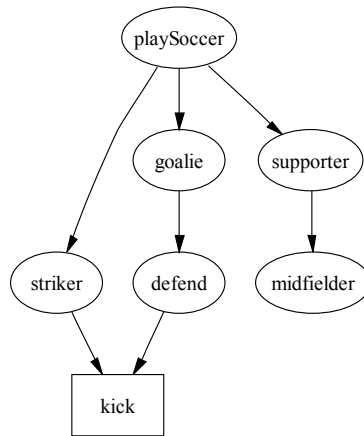 playSoccer
goalie
supporter
striker
defend
midfielder
kick